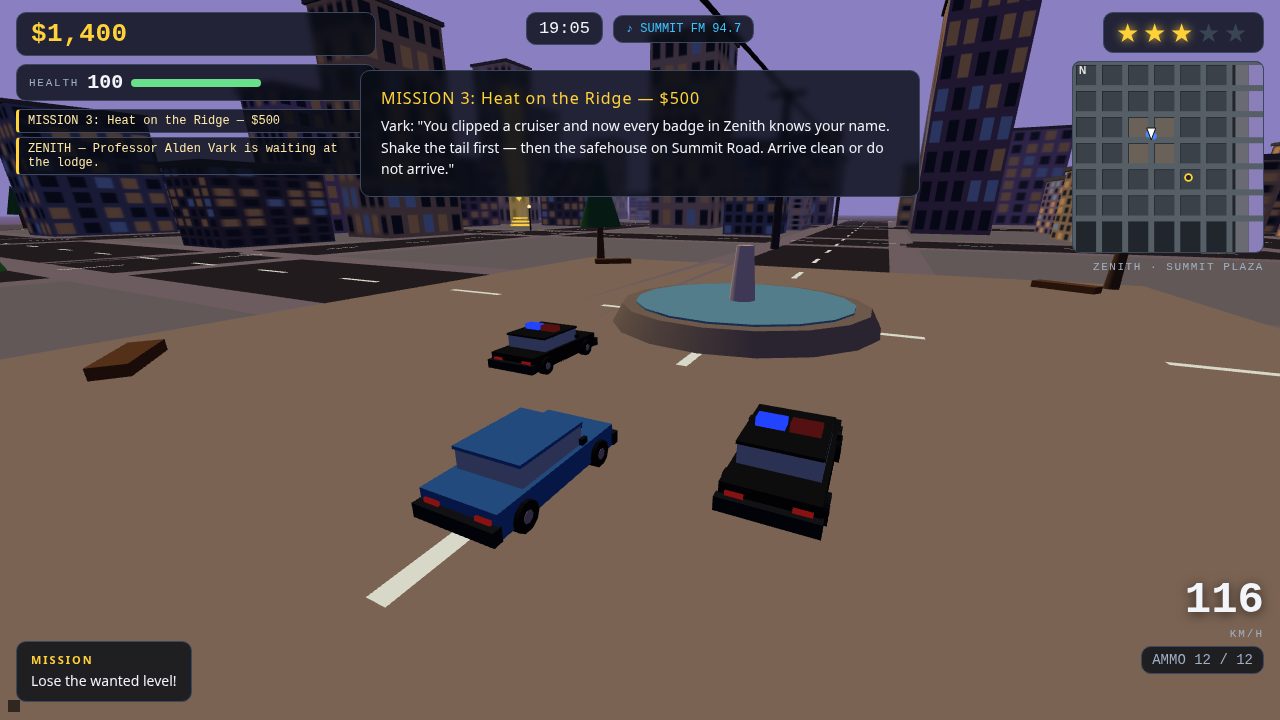 $1,400
19:05
♪ SUMMIT FM 94.7
★★★★★
HEALTH 100
MISSION 3: Heat on the Ridge — $500
ZENITH — Professor Alden Vark is waiting at
the lodge.
MISSION 3: Heat on the Ridge — $500
Vark: "You clipped a cruiser and now every badge in Zenith knows your name.
Shake the tail first — then the safehouse on Summit Road. Arrive clean or do
not arrive."
N
ZENITH · SUMMIT PLAZA
116
KM/H
AMMO 12 / 12
MISSION
Lose the wanted level!